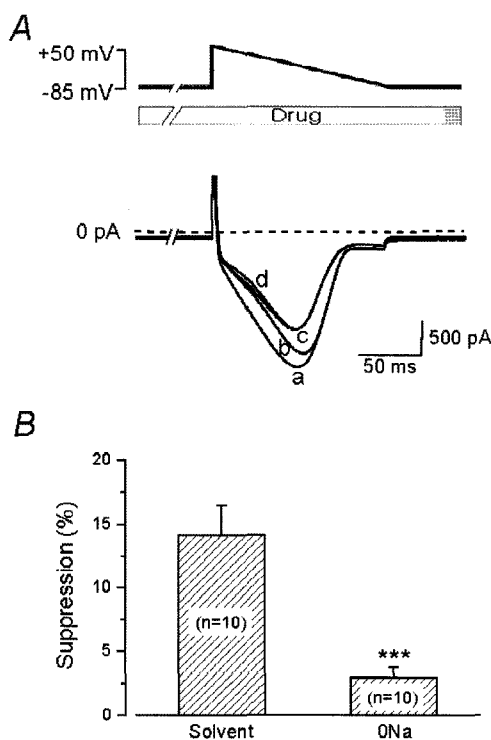 A
+50 mV
-85 mV
Drug
0 pA
d
c
b
a
500 pA
50 ms
B
20
15
10
5
0
Suppression (%)
(n=10)
***
(n=10)
Solvent
0Na